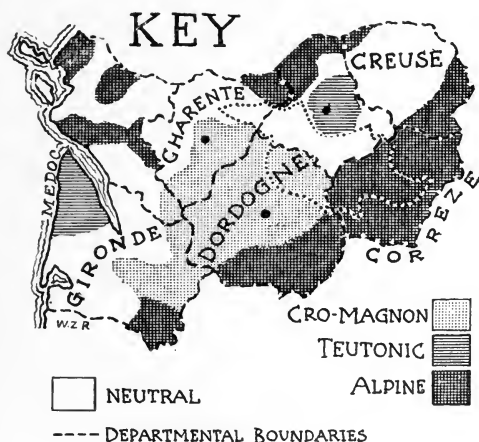 KEY
CREUSE
CHARENTE
MEDOC
DORDOGNE
GIRONDE
CORREZE
W.Z.R
CRO-MAGNON
TEUTONIC
ALPINE
NEUTRAL
DEPARTMENTAL BOUNDARIES